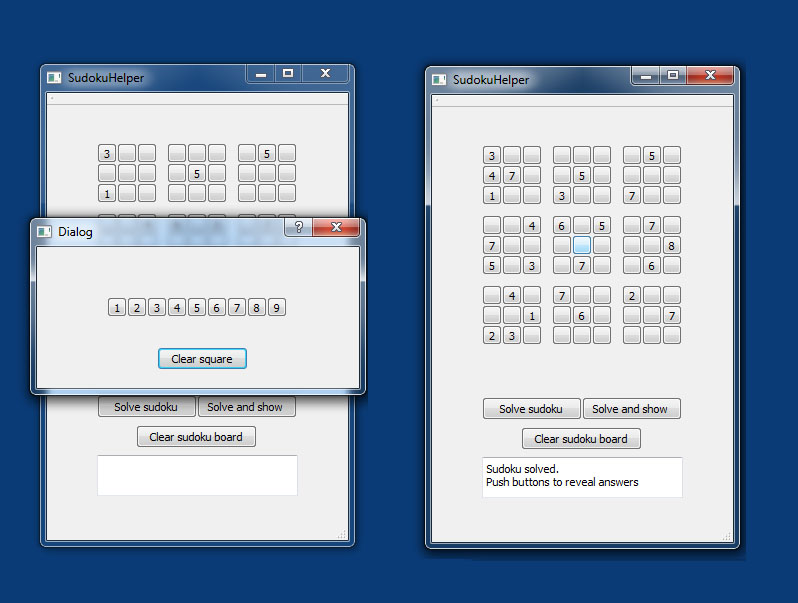 SudokuHelper
3 5
5
1
Dialog
1 2 3 4 5 6 7 8 9
Clear square
Solve sudoku Solve and show
Clear sudoku board
SudokuHelper
3 5
4 7 5
1 3 7
4 6 5 7
7 8
5 3 7 6
4 7 2
1 6 7
2 3
Solve sudoku Solve and show
Clear sudoku board
Sudoku solved.
Push buttons to reveal answers